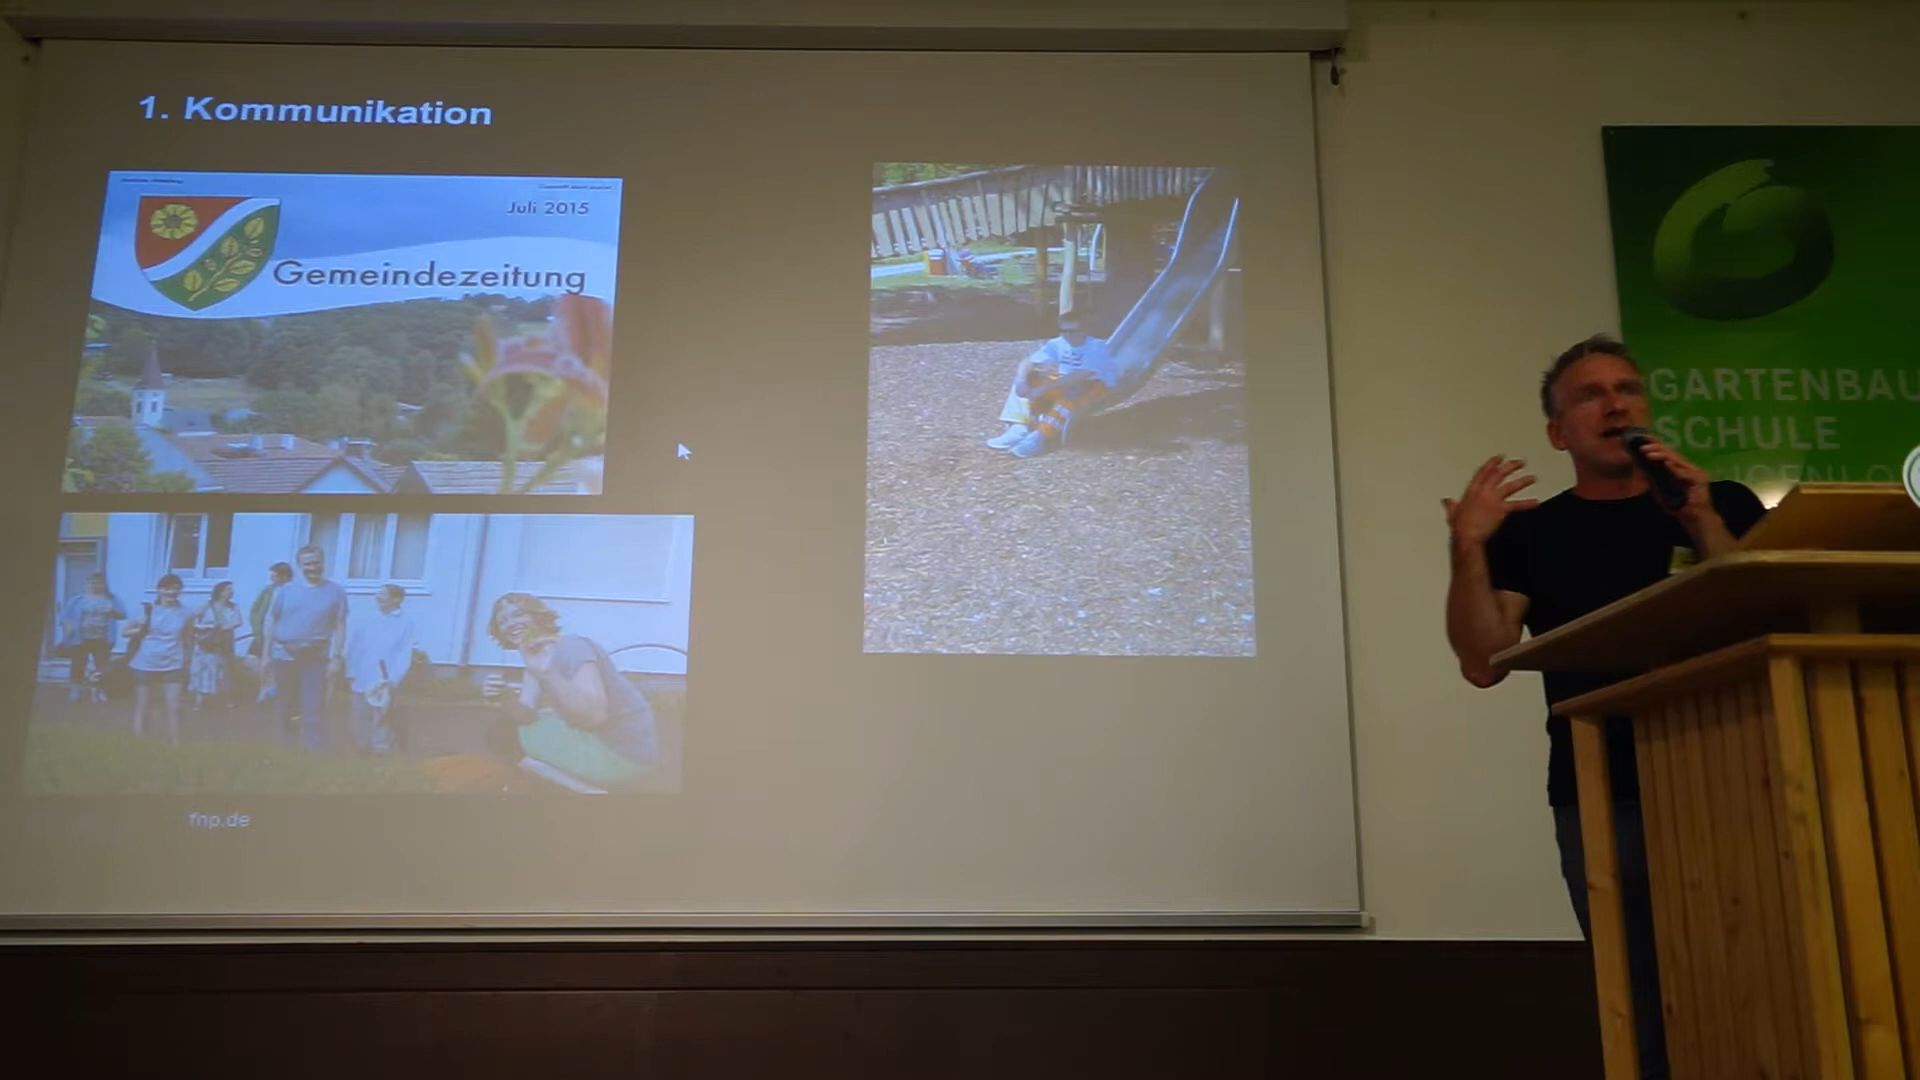 1. Kommunikation
Juli 2015
Gemeindezeitung
fnp.de
GARTENBAU
SCHULE